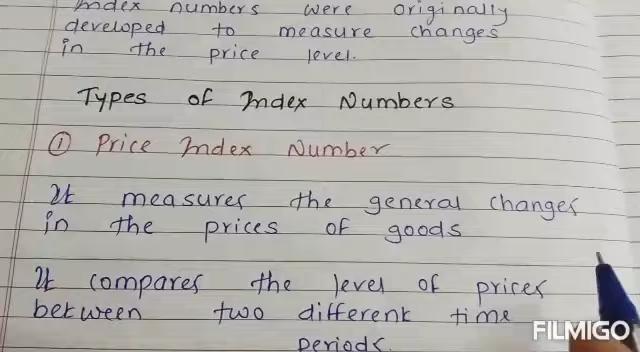 Index numbers were originally
developed to measure changes
in the price level.
Types of Index Numbers
① Price Index Number
It measures the general changes
in the prices of goods
It compares the level of prices
between two different time
periods.
FILMIGO